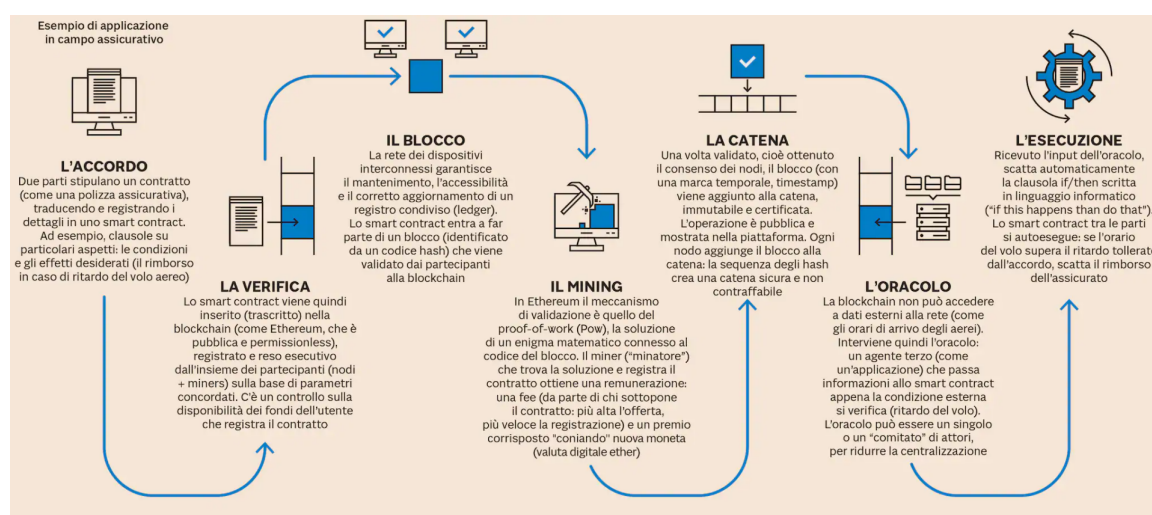 Esempio di applicazione
in campo assicurativo
L'ACCORDO
Due parti stipulano un contratto
(come una polizza assicurativa),
traducendo e registrando i
dettagli in uno smart contract.
Ad esempio, clausole su
particolari aspetti: le condizioni
e gli effetti desiderati (il rimborso
in caso di ritardo del volo aereo)
LA VERIFICA
Lo smart contract viene quindi
inserito (trascritto) nella
blockchain (come Ethereum, che è
pubblica e permissionless),
registrato e reso esecutivo
dall'insieme dei partecipanti (nodi
+ miners) sulla base di parametri
concordati. C'è un controllo sulla
disponibilità dei fondi dell'utente
che registra il contratto
IL BLOCCO
La rete dei dispositivi
interconnessi garantisce
il mantenimento, l'accessibilità
e il corretto aggiornamento di un
registro condiviso (ledger).
Lo smart contract entra a far
parte di un blocco (identificato
da un codice hash) che viene
validato dai partecipanti
alla blockchain
IL MINING
In Ethereum il meccanismo
di validazione è quello del
proof-of-work (Pow), la soluzione
di un enigma matematico connesso al
codice del blocco. Il miner ("minatore")
che trova la soluzione e registra il
contratto ottiene una remunerazione:
una fee (da parte di chi sottopone
il contratto: più alta l'offerta,
più veloce la registrazione) e un premio
corrisposto "coniando" nuova moneta
(valuta digitale ether)
LA CATENA
Una volta validato, cioè ottenuto
il consenso dei nodi, il blocco (con
una marca temporale, timestamp)
viene aggiunto alla catena,
immutabile e certificata.
L'operazione è pubblica e
mostrata nella piattaforma. Ogni
nodo aggiunge il blocco alla
catena: la sequenza degli hash
crea una catena sicura e non
contraffabile
L'ORACOLO
La blockchain non può accedere
a dati esterni alla rete (come
gli orari di arrivo degli aerei).
Interviene quindi l'oracolo:
un agente terzo (come
un'applicazione) che passa
informazioni allo smart contract
appena la condizione esterna
si verifica (ritardo del volo).
L'oracolo può essere un singolo
o un "comitato" di attori,
per ridurre la centralizzazione
L'ESECUZIONE
Ricevuto l'input dell'oracolo,
scatta automaticamente
la clausola if/then scritta
in linguaggio informatico
("if this happens than do that").
Lo smart contract tra le parti
si autoesegue: se l'orario
del volo supera il ritardo tollerato
dall'accordo, scatta il rimborso
dell'assicurato